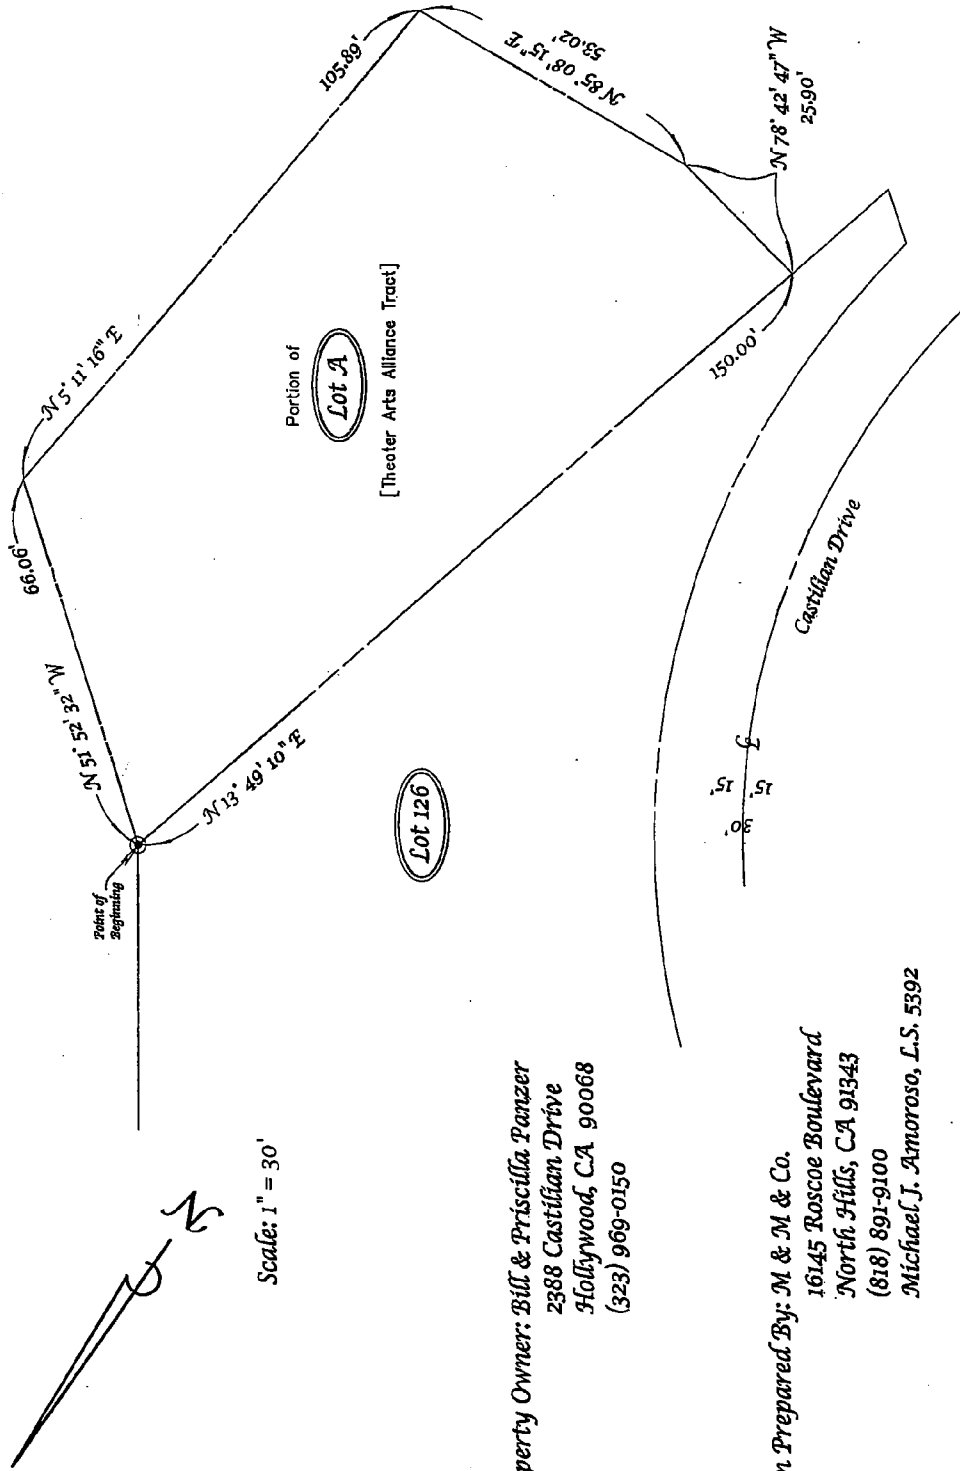 105.89'
N 85° 08' 15" E
53.02'
N 78° 42' 47" W
25.90'
N 5° 11' 16" E
66.06'
Portion of
Lot A
[Theater Arts Alliance Tract]
150.00'
N 51° 52' 32" W
N 13° 49' 10" E
Point of
Beginning
Lot 126
Castilian Drive
15'
15'
30'
N
Scale: 1" = 30'
perty Owner: Bill & Priscilla Panzer
2388 Castilian Drive
Hollywood, CA 90068
(323) 969-0150
n Prepared By: M & M & Co.
16145 Roscoe Boulevard
North Hills, CA 91343
(818) 891-9100
Michael J. Amoroso, L.S. 5392